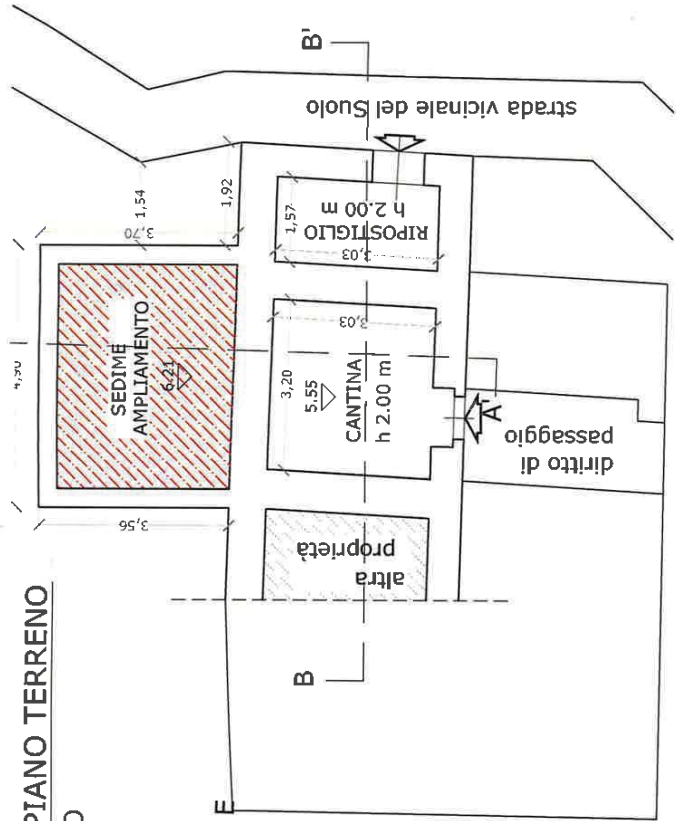 PIANO TERRENO
B'
strada vicinale del Suolo
1,54
1,92
3,70
SEDIME
AMPLIAMENTO
6.21
3,56
RIPOSTIGLIO
h 2.00 m
1,57
3,03
3,03
3,20
5.55
CANTINA
h 2.00 m
A'
diritto di
passaggio
altra
proprietà
B
E